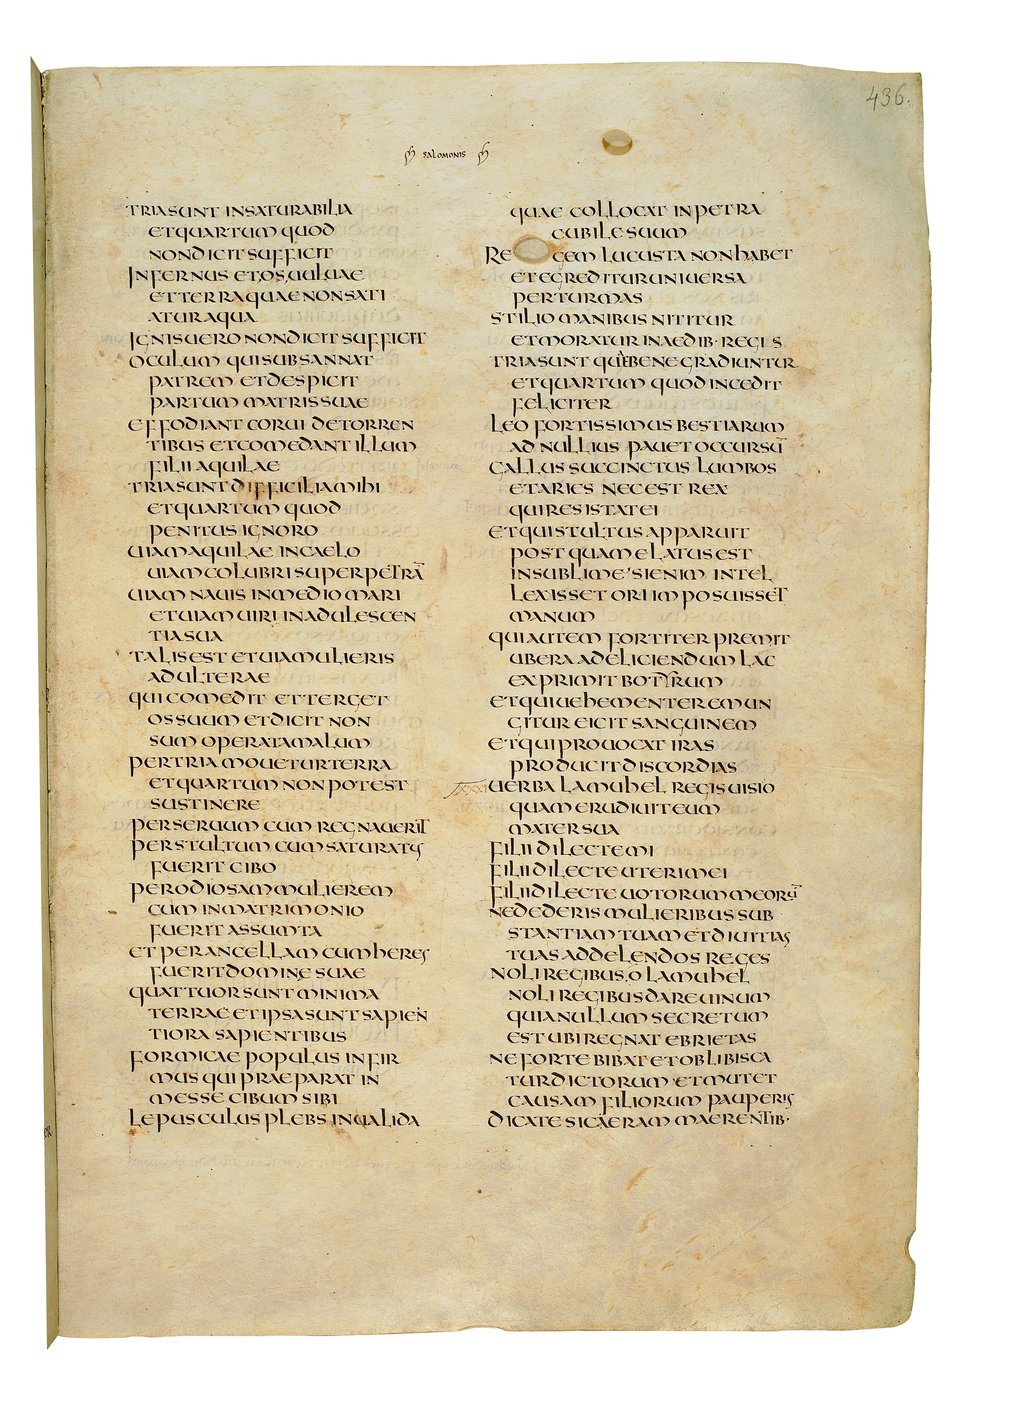 436.
SALOMONIS
TRIA SUNT INSATURABILIA
ET QUARTUM QUOD
NON DICIT SUFFICIT
INFERNUS ET OS UULUAE
ET TERRA QUAE NON SATI
ATUR AQUA
IGNIS UERO NON DICIT SUFFICIT
OCULUM QUI SUBSANNAT
PATREM ET DESPICIT
PARTUM MATRIS SUAE
EFFODIANT CORUI DE TORREN
TIBUS ET COMEDANT ILLUM
FILII AQUILAE
TRIA SUNT DIFFICILIA MIHI
ET QUARTUM QUOD
PENITUS IGNORO
UIAM AQUILAE IN CAELO
UIAM COLUBRI SUPER PETRĀ
UIAM NAUIS IN MEDIO MARI
ET UIAM UIRI IN ADULESCEN
TIA SUA
TALIS EST ET UIA MULIERIS
ADULTERAE
QUI COMEDIT ET TERGET
OS SUUM ET DICIT NON
SUM OPERATA MALUM
PER TRIA MOUETUR TERRA
ET QUARTUM NON POTEST
SUSTINERE
PER SERUUM CUM REGNAUERIT
PER STULTUM CUM SATURATUS
FUERIT CIBO
PER ODIOSAM MULIEREM
CUM IN MATRIMONIO
FUERIT ASSUMTA
ET PER ANCELLAM CUM HERES
FUERIT DOMINE SUAE
QUATTUOR SUNT MINIMA
TERRAE ET IPSA SUNT SAPIEN
TIORA SAPIENTIBUS
FORMICAE POPULUS INFIR
MUS QUI PRAEPARAT IN
MESSE CIBUM SIBI
LEPUSCULUS PLEBS INUALIDA
QUAE COLLOCAT IN PETRA
CUBILE SUUM
REGEM LUCUSTA NON HABET
ET EGREDITUR UNIUERSA
PER TURMAS
STILIO MANIBUS NITITUR
ET MORATUR IN AEDIB· REGIS
TRIA SUNT QUE BENE GRADIUNTUR
ET QUARTUM QUOD INCEDIT
FELICITER
LEO FORTISSIMUS BESTIARUM
AD NULLIUS PAUET OCCURSŪ
GALLUS SUCCINCTUS LUMBOS
ET ARIES NEC EST REX
QUI RESISTAT EI
ET QUI STULTUS APPARUIT
POSTQUAM ELATUS EST
IN SUBLIME SI ENIM INTEL
LEXISSET ORI IMPOSUISSET
MANUM
QUI AUTEM FORTITER PREMIT
UBERA AD ELICIENDUM LAC
EXPRIMIT BOTYRUM
ET QUI UEHEMENTER EMUN
GITUR EICIT SANGUINEM
ET QUI PROUOCAT IRAS
PRODUCIT DISCORDIAS
UERBA LAMUHEL REGIS UISIO
QUAM ERUDIUIT EUM
MATER SUA
FILII DILECTE MI
FILII DILECTE UTERI MEI
FILII DILECTE UOTORUM MEORŪ
NE DEDERIS MULIERIBUS SUB
STANTIAM TUAM ET DIUITIAS
TUAS AD DELENDOS REGES
NOLI REGIBUS O LAMUHEL
NOLI REGIBUS DARE UINUM
QUIA NULLUM SECRETUM
EST UBI REGNAT EBRIETAS
NE FORTE BIBAT ET OBLIBISCA
TUR DICTORUM ET MUTET
CAUSAM FILIORUM PAUPERIS
DICATE SICAERAM MAERENTIB·